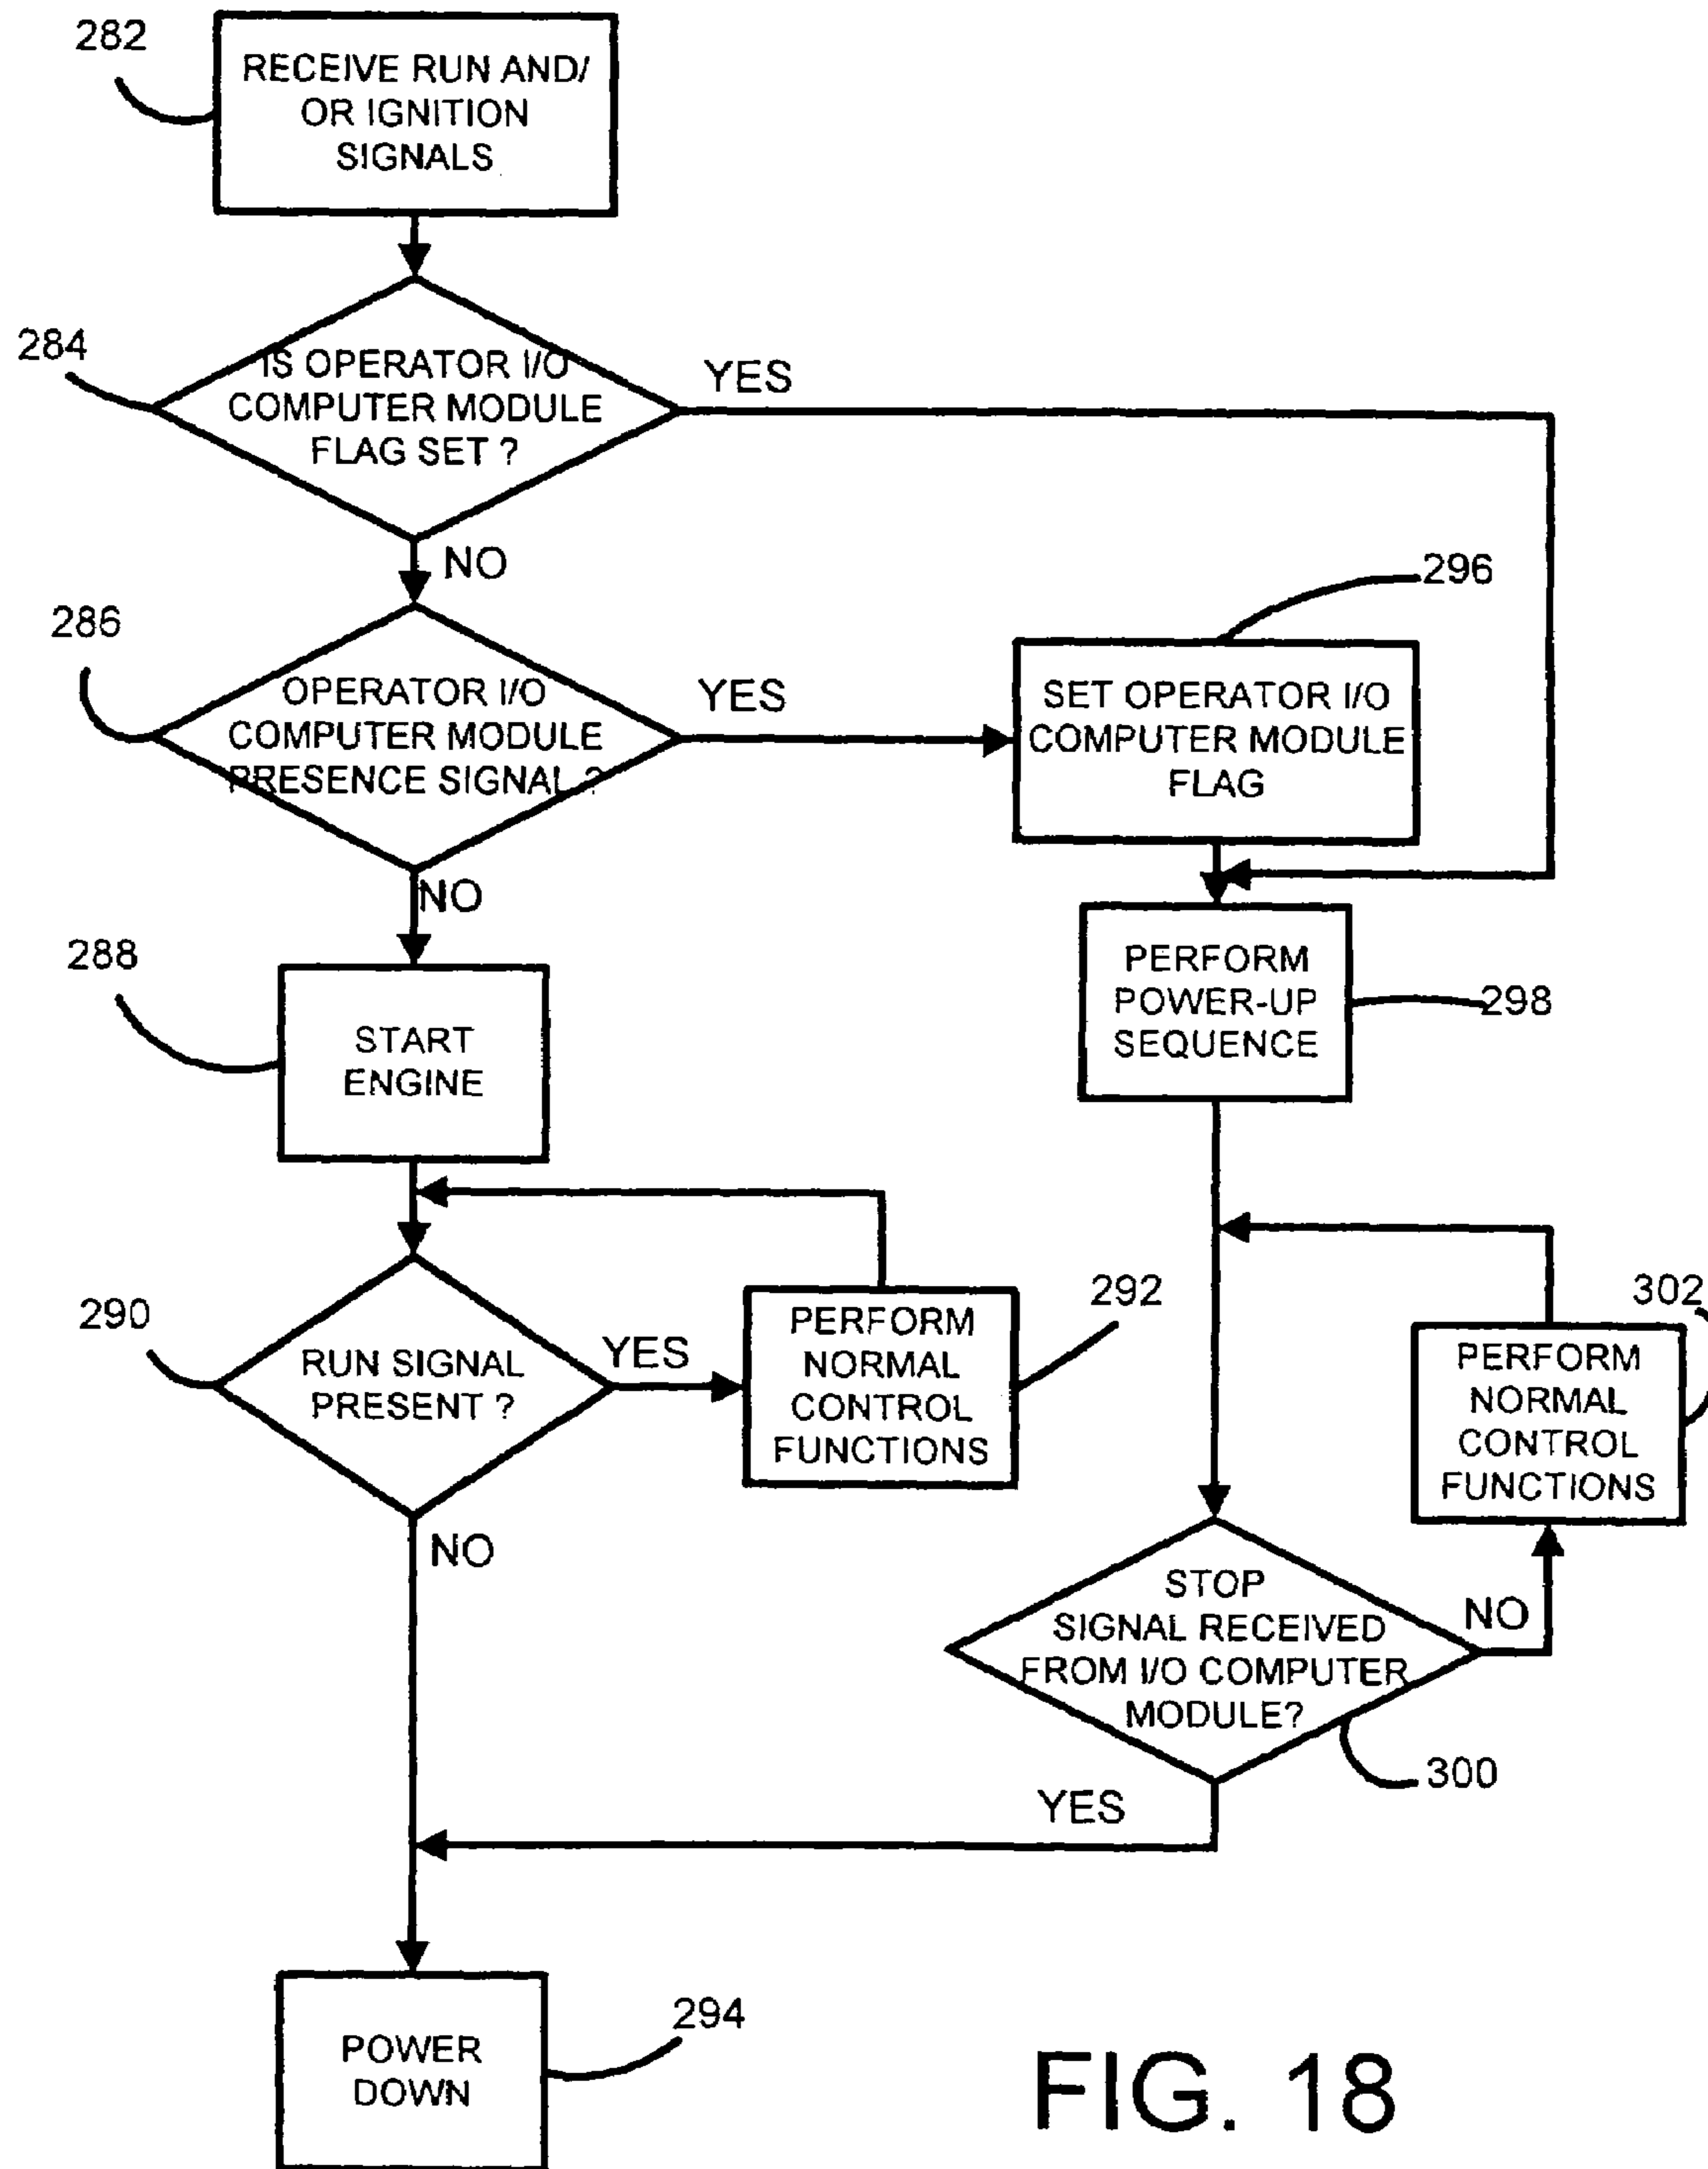 282
RECEIVE RUN AND/
OR IGNITION
SIGNALS
284
IS OPERATOR I/O
COMPUTER MODULE
FLAG SET ?
YES
NO
286
OPERATOR I/O
COMPUTER MODULE
PRESENCE SIGNAL ?
YES
NO
296
SET OPERATOR I/O
COMPUTER MODULE
FLAG
288
START
ENGINE
PERFORM
POWER-UP
SEQUENCE
298
290
RUN SIGNAL
PRESENT ?
YES
NO
PERFORM
NORMAL
CONTROL
FUNCTIONS
292
302
PERFORM
NORMAL
CONTROL
FUNCTIONS
STOP
SIGNAL RECEIVED
FROM I/O COMPUTER
MODULE?
NO
YES
300
POWER
DOWN
294
FIG. 18